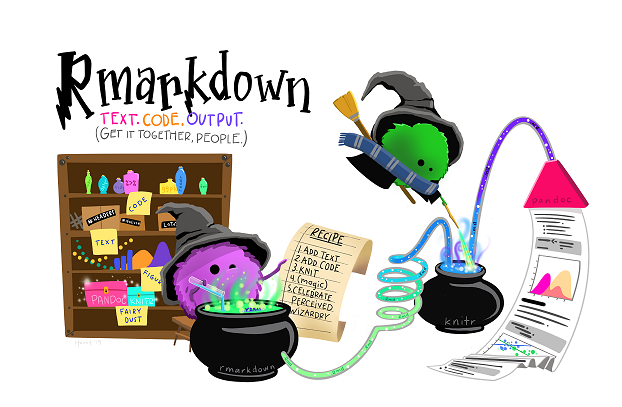 Rmarkdown
TEXT. CODE. OUTPUT.
(GET IT TOGETHER, PEOPLE.)
CODE
#HEADERS
TEXT
PANDOC
KNITR
FAIRY
DUST
RECIPE
1. ADD TEXT
2. ADD CODE
3. KNIT
4. (magic)
5. CELEBRATE
PERCEIVED
WIZARDRY
rmarkdown
knitr
pandoc